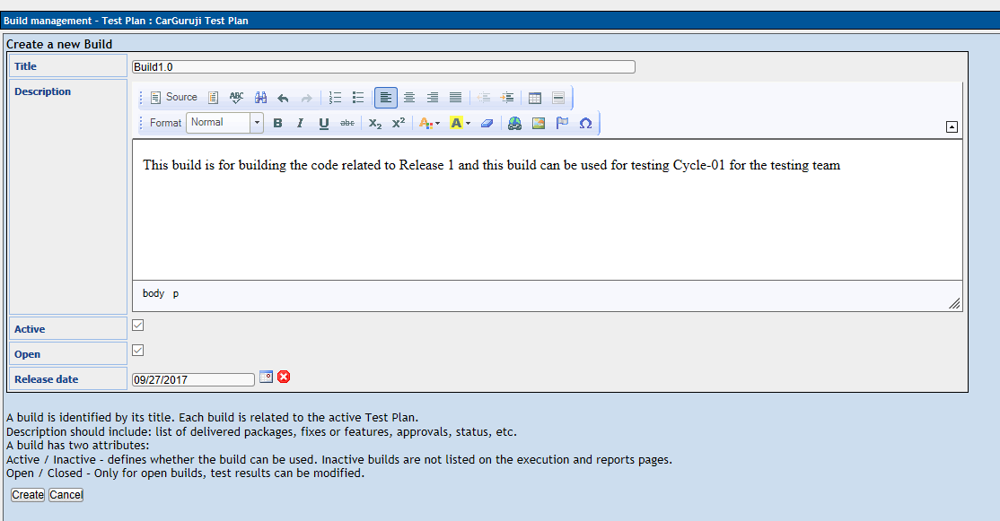 Build management - Test Plan : CarGuruji Test Plan
Create a new Build
Title
Build1.0
Description
Source ABC
Format Normal B I U abc X2 X2 A A Ω
This build is for building the code related to Release 1 and this build can be used for testing Cycle-01 for the testing team
body p
Active
Open
Release date
09/27/2017
A build is identified by its title. Each build is related to the active Test Plan.
Description should include: list of delivered packages, fixes or features, approvals, status, etc.
A build has two attributes:
Active / Inactive - defines whether the build can be used. Inactive builds are not listed on the execution and reports pages.
Open / Closed - Only for open builds, test results can be modified.
Create Cancel